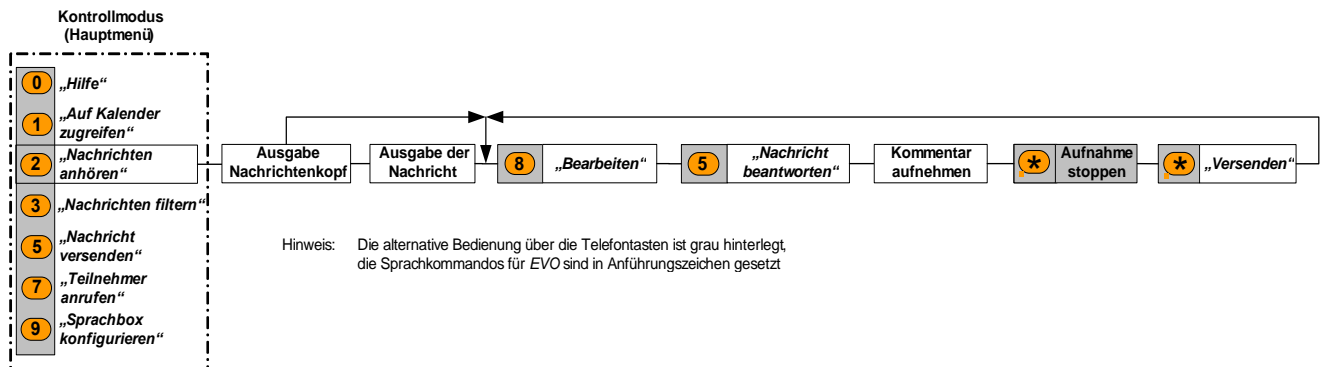 Kontrollmodus
(Hauptmenü)
0 „Hilfe“
1 „Auf Kalender
zugreifen“
2 „Nachrichten
anhören“
3 „Nachrichten filtern“
5 „Nachricht
versenden“
7 „Teilnehmer
anrufen“
9 „Sprachbox
konfigurieren“
Ausgabe
Nachrichtenkopf
Ausgabe der
Nachricht
8 „Bearbeiten“
5 „Nachricht
beantworten“
Kommentar
aufnehmen
* Aufnahme
stoppen
* „Versenden“
Hinweis: Die alternative Bedienung über die Telefontasten ist grau hinterlegt,
die Sprachkommandos für EVO sind in Anführungszeichen gesetzt